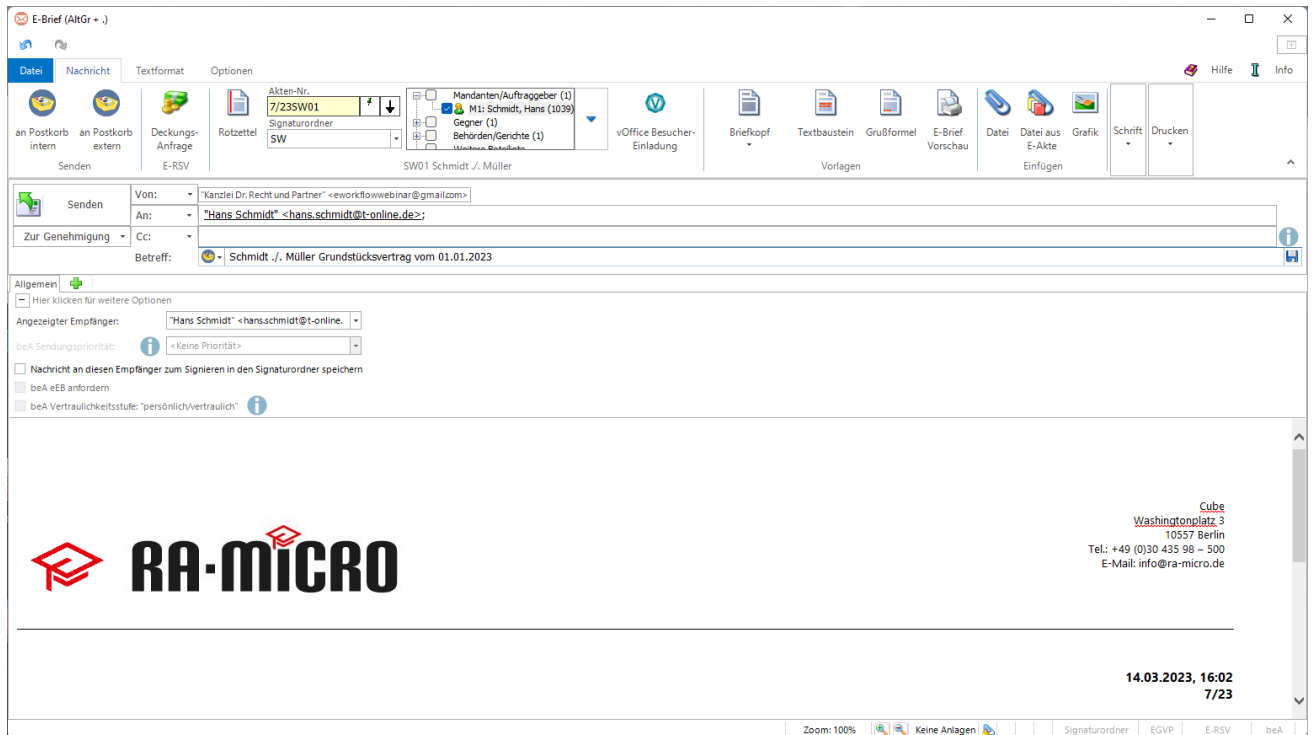 E-Brief (AltGr + .)
Datei Nachricht Textformat Optionen Hilfe Info
an Postkorb intern
an Postkorb extern
Senden
Deckungs-Anfrage
E-RSV
Rotzettel
Akten-Nr.
7/23SW01
Signaturordner
SW
Mandanten/Auftraggeber (1)
M1: Schmidt, Hans (1039)
Gegner (1)
Behörden/Gerichte (1)
Weitere Beteiligte
SW01 Schmidt ./. Müller
vOffice Besucher-Einladung
Briefkopf
Textbaustein
Grußformel
E-Brief Vorschau
Vorlagen
Datei
Datei aus E-Akte
Grafik
Einfügen
Schrift
Drucken
Senden
Zur Genehmigung
Von: "Kanzlei Dr. Recht und Partner" <eworkflowwebinar@gmail.com>
An: "Hans Schmidt" <hans.schmidt@t-online.de>;
Cc:
Betreff: Schmidt ./. Müller Grundstücksvertrag vom 01.01.2023
Allgemein
Hier klicken für weitere Optionen
Angezeigter Empfänger: "Hans Schmidt" <hans.schmidt@t-online.
beA Sendungspriorität: <Keine Priorität>
Nachricht an diesen Empfänger zum Signieren in den Signaturordner speichern
beA eEB anfordern
beA Vertraulichkeitsstufe: "persönlich/vertraulich"
RA-MICRO
Cube
Washingtonplatz 3
10557 Berlin
Tel.: +49 (0)30 435 98 – 500
E-Mail: info@ra-micro.de
14.03.2023, 16:02
7/23
Zoom: 100% Keine Anlagen Signaturordner EGVP E-RSV beA